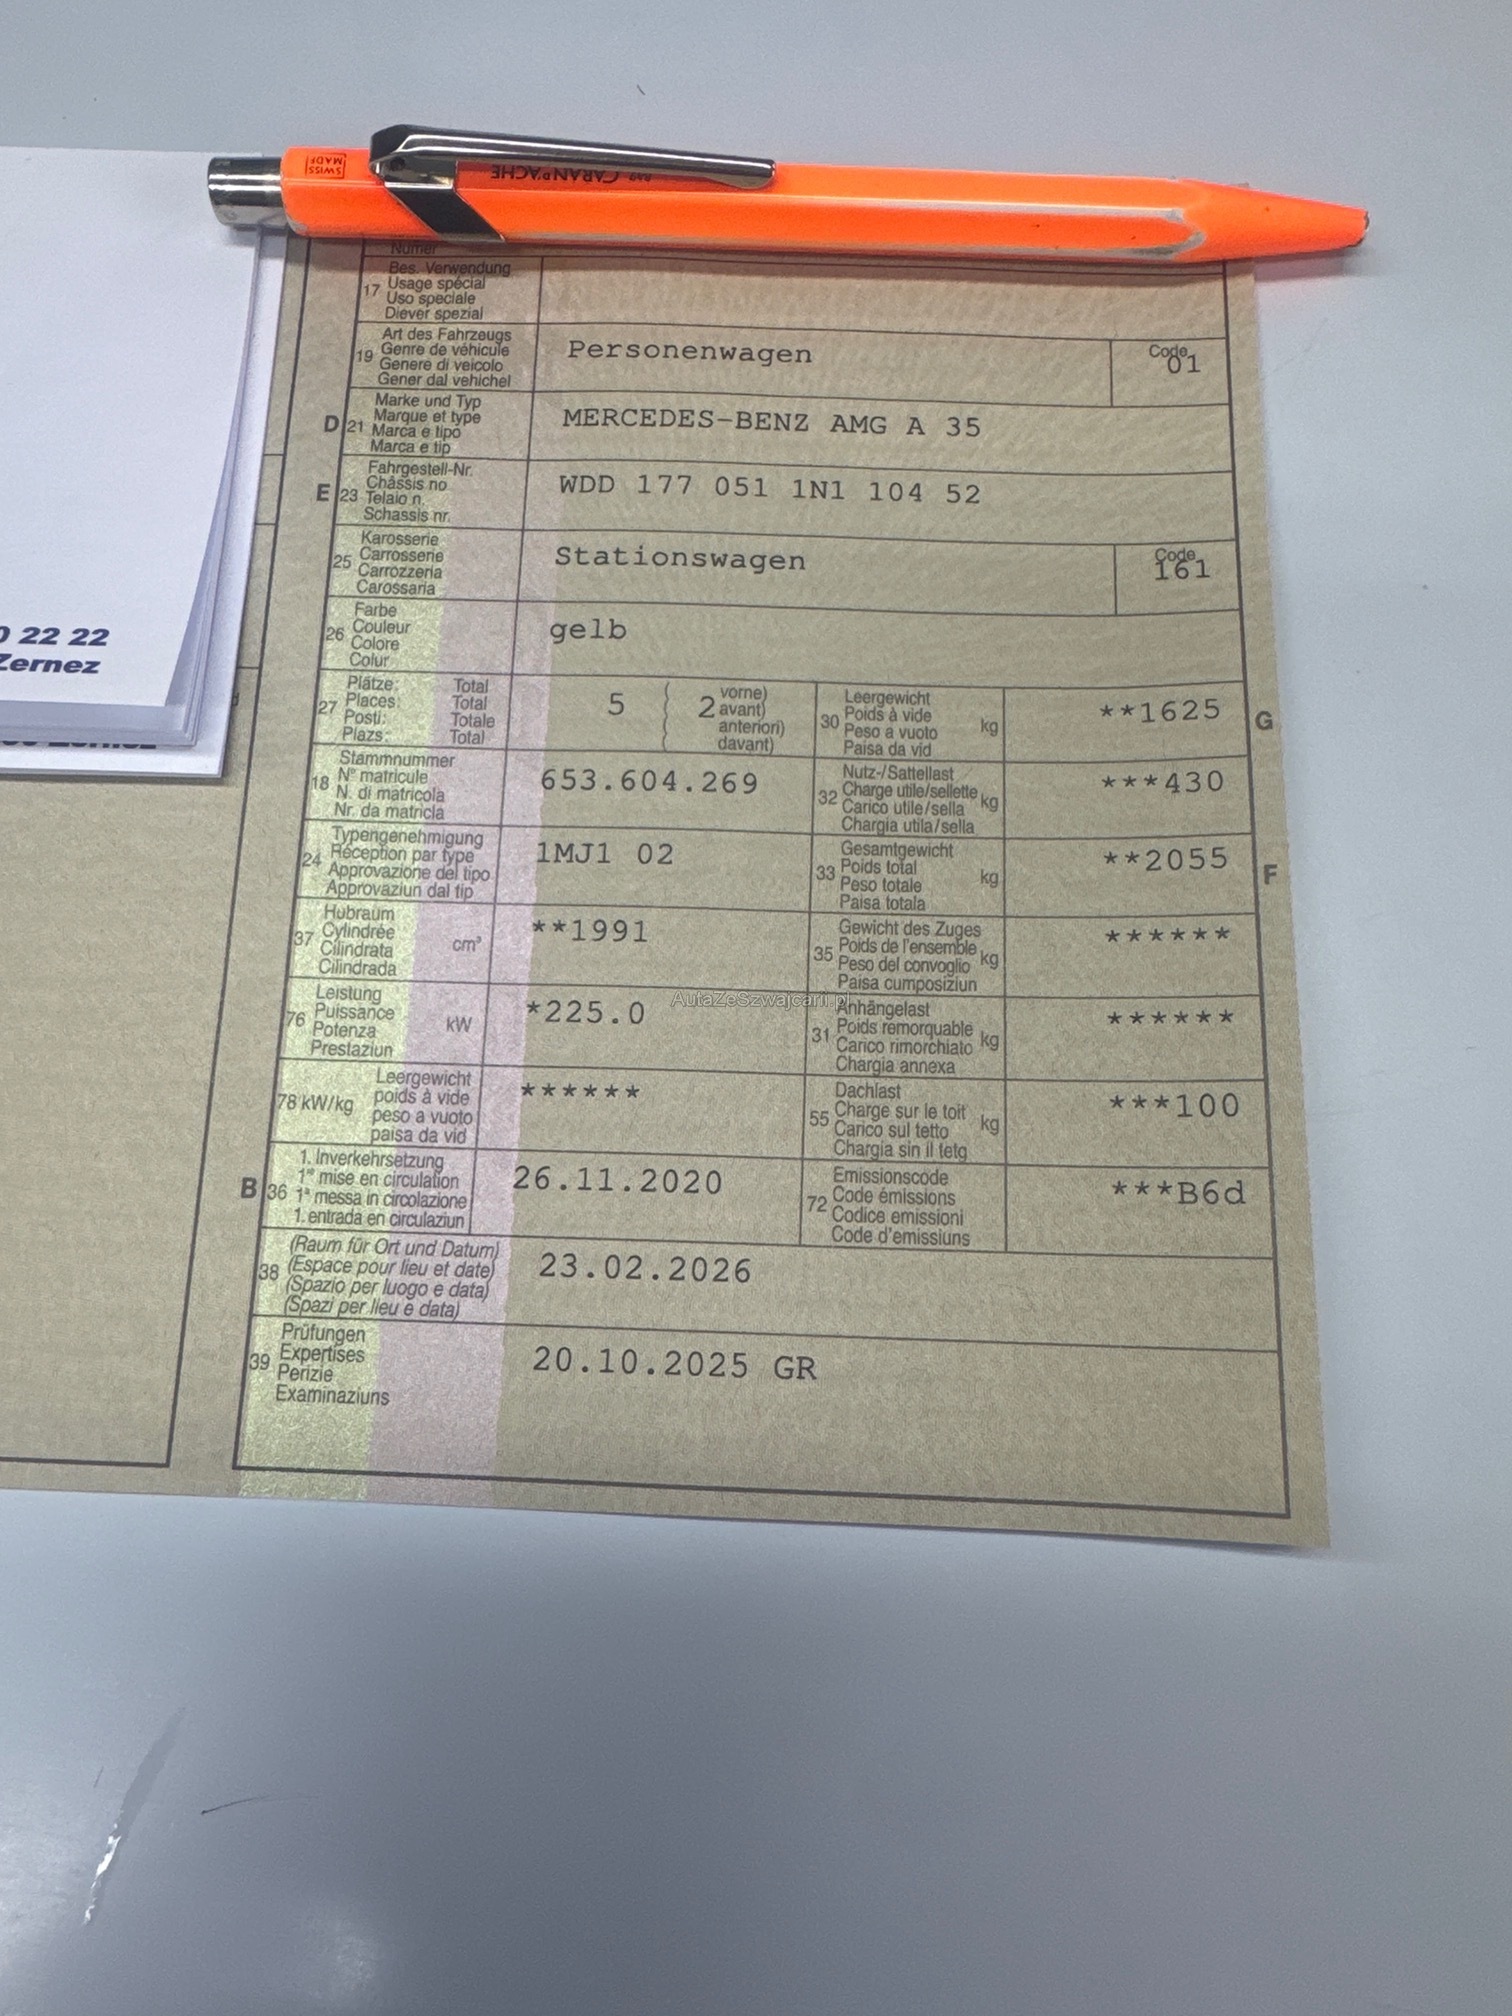 SWISS
MADE
849 CARAN D'ACHE
0 22 22
Zernez
Numer
17 Bes. Verwendung
Usage spécial
Uso speciale
Diever spezial
19 Art des Fahrzeugs
Genre de véhicule
Genere di veicolo
Gener dal vehichel
Personenwagen
Code
01
D 21 Marke und Typ
Marque et type
Marca e tipo
Marca e tip
MERCEDES-BENZ AMG A 35
E 23 Fahrgestell-Nr.
Châssis no
Telaio n.
Schassis nr.
WDD 177 051 1N1 104 52
25 Karosserie
Carrosserie
Carrozzeria
Carossaria
Stationswagen
Code
161
26 Farbe
Couleur
Colore
Colur
gelb
27 Plätze: Total
Places: Total
Posti: Totale
Plazs: Total
5 ( 2 vorne)
avant)
anteriori)
davant)
30 Leergewicht
Poids à vide
Peso a vuoto kg
Paisa da vid
**1625 G
18 Stammnummer
N° matricule
N. di matricola
Nr. da matricla
653.604.269
32 Nutz-/Sattellast
Charge utile/sellette
Carico utile/sella kg
Chargia utila/sella
***430
24 Typengenehmigung
Réception par type
Approvazione del tipo
Approvaziun dal tip
1MJ1 02
33 Gesamtgewicht
Poids total
Peso totale kg
Paisa totala
**2055 F
37 Hubraum
Cylindrée
Cilindrata cm³
Cilindrada
**1991
35 Gewicht des Zuges
Poids de l'ensemble
Peso del convoglio kg
Paisa cumposiziun
******
76 Leistung
Puissance
Potenza kW
Prestaziun
*225.0
AutaZeSzwajcarii.pl
31 Anhängelast
Poids remorquable
Carico rimorchiato kg
Chargia annexa
******
78 kW/kg Leergewicht
poids à vide
peso a vuoto
paisa da vid
******
55 Dachlast
Charge sur le toit
Carico sul tetto kg
Chargia sin il tetg
***100
B 36 1. Inverkehrsetzung
1re mise en circulation
1a messa in circolazione
1. entrada en circulaziun
26.11.2020
72 Emissionscode
Code émissions
Codice emissioni
Code d'emissiuns
***B6d
38 (Raum für Ort und Datum)
(Espace pour lieu et date)
(Spazio per luogo e data)
(Spazi per lieu e data)
23.02.2026
39 Prüfungen
Expertises
Perizie
Examinaziuns
20.10.2025 GR